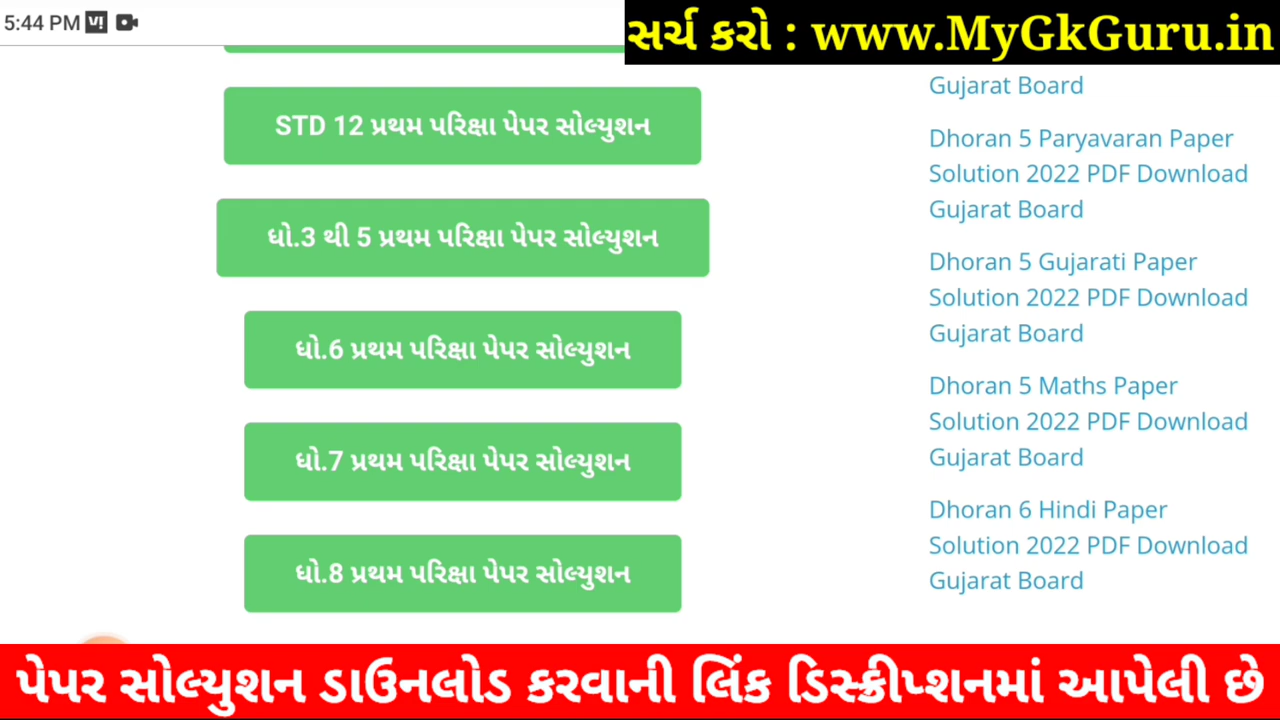 5:44 PM
સર્ચ કરો : www.MyGkGuru.in
STD 12 પ્રથમ પરિક્ષા પેપર સોલ્યુશન
ધો.3 થી 5 પ્રથમ પરિક્ષા પેપર સોલ્યુશન
ધો.6 પ્રથમ પરિક્ષા પેપર સોલ્યુશન
ધો.7 પ્રથમ પરિક્ષા પેપર સોલ્યુશન
ધો.8 પ્રથમ પરિક્ષા પેપર સોલ્યુશન
Gujarat Board
Dhoran 5 Paryavaran Paper
Solution 2022 PDF Download
Gujarat Board
Dhoran 5 Gujarati Paper
Solution 2022 PDF Download
Gujarat Board
Dhoran 5 Maths Paper
Solution 2022 PDF Download
Gujarat Board
Dhoran 6 Hindi Paper
Solution 2022 PDF Download
Gujarat Board
પેપર સોલ્યુશન ડાઉનલોડ કરવાની લિંક ડિસ્ક્રીપ્શનમાં આપેલી છે